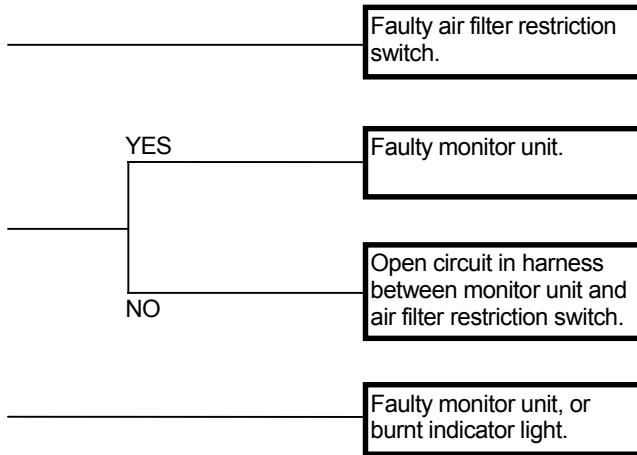 Faulty air filter restriction
switch.
YES
Faulty monitor unit.
Open circuit in harness
between monitor unit and
air filter restriction switch.
NO
Faulty monitor unit, or
burnt indicator light.